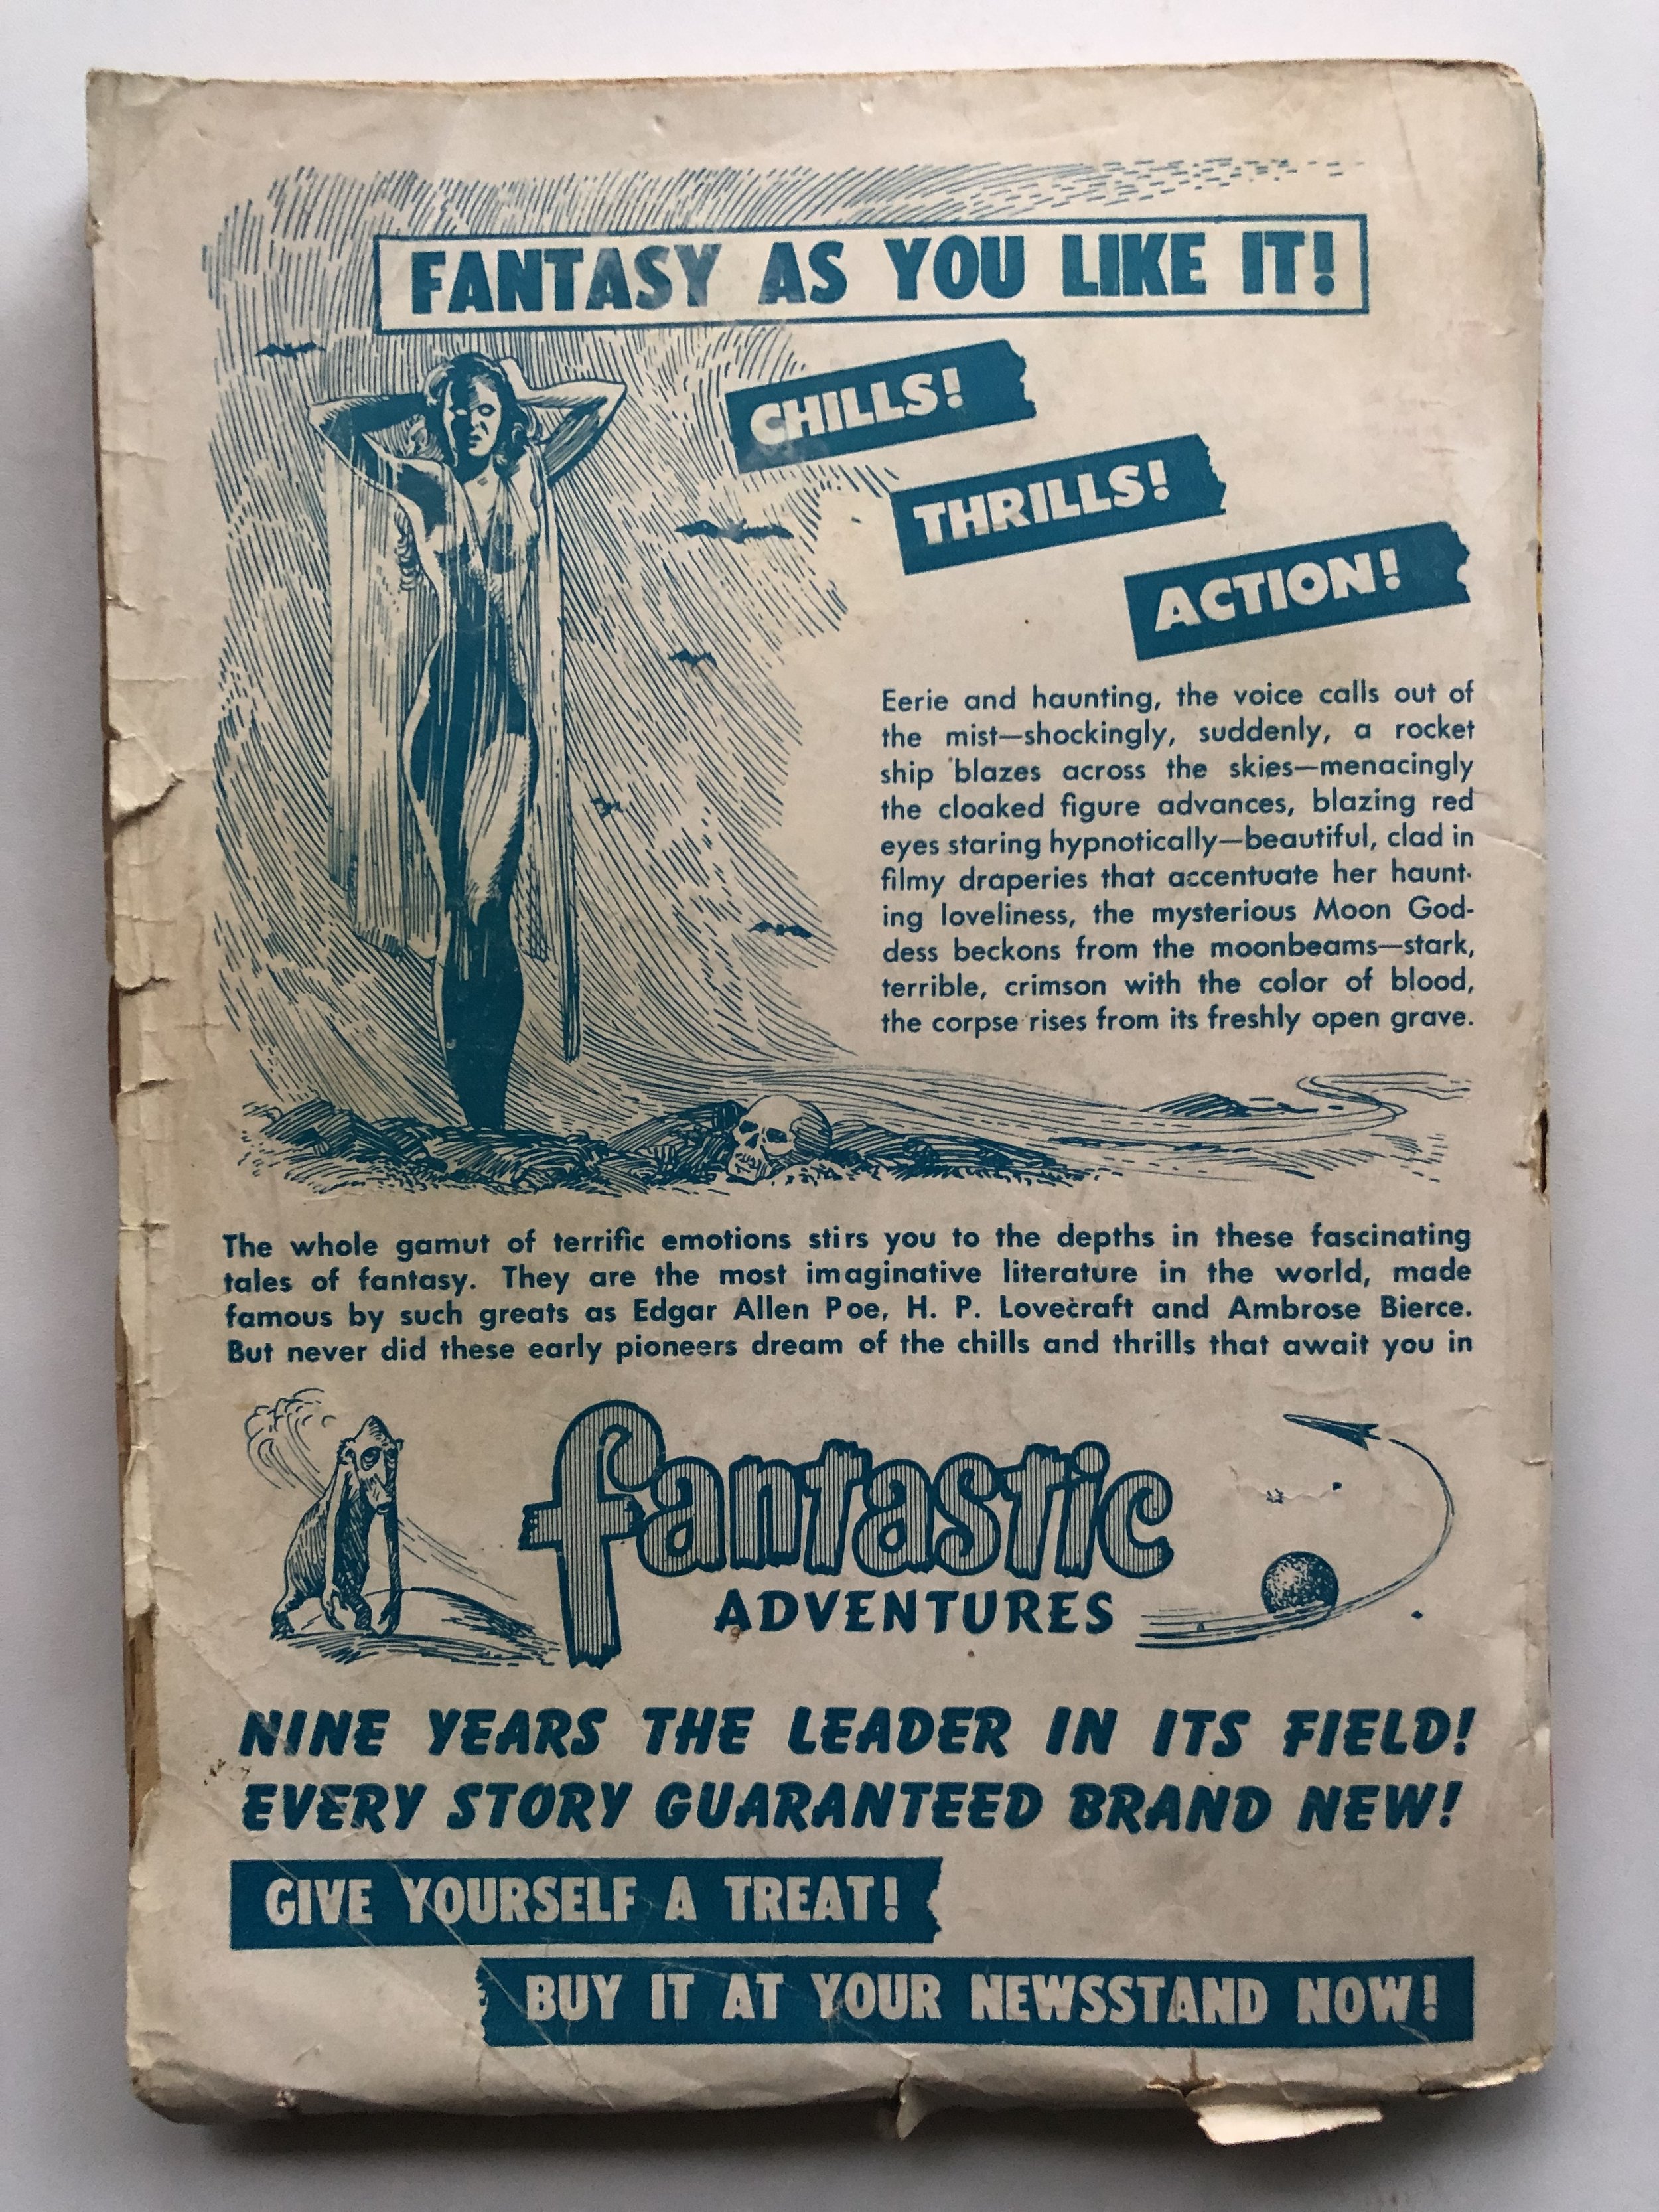 FANTASY AS YOU LIKE IT!
CHILLS!
THRILLS!
ACTION!
Eerie and haunting, the voice calls out of
the mist—shockingly, suddenly, a rocket
ship blazes across the skies—menacingly
the cloaked figure advances, blazing red
eyes staring hypnotically—beautiful, clad in
filmy draperies that accentuate her haunt-
ing loveliness, the mysterious Moon God-
dess beckons from the moonbeams—stark,
terrible, crimson with the color of blood,
the corpse rises from its freshly open grave.
The whole gamut of terrific emotions stirs you to the depths in these fascinating
tales of fantasy. They are the most imaginative literature in the world, made
famous by such greats as Edgar Allen Poe, H. P. Lovecraft and Ambrose Bierce.
But never did these early pioneers dream of the chills and thrills that await you in
fantastic
ADVENTURES
NINE YEARS THE LEADER IN ITS FIELD!
EVERY STORY GUARANTEED BRAND NEW!
GIVE YOURSELF A TREAT!
BUY IT AT YOUR NEWSSTAND NOW!